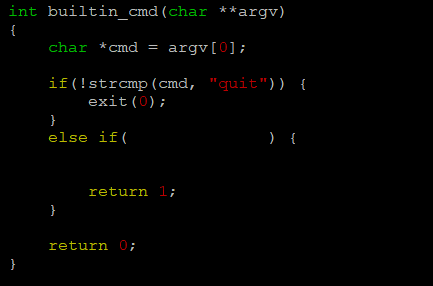 int builtin_cmd(char **argv)
{
    char *cmd = argv[0];

    if(!strcmp(cmd, "quit")) {
        exit(0);
    }
    else if(              ) {


        return 1;
    }

    return 0;
}